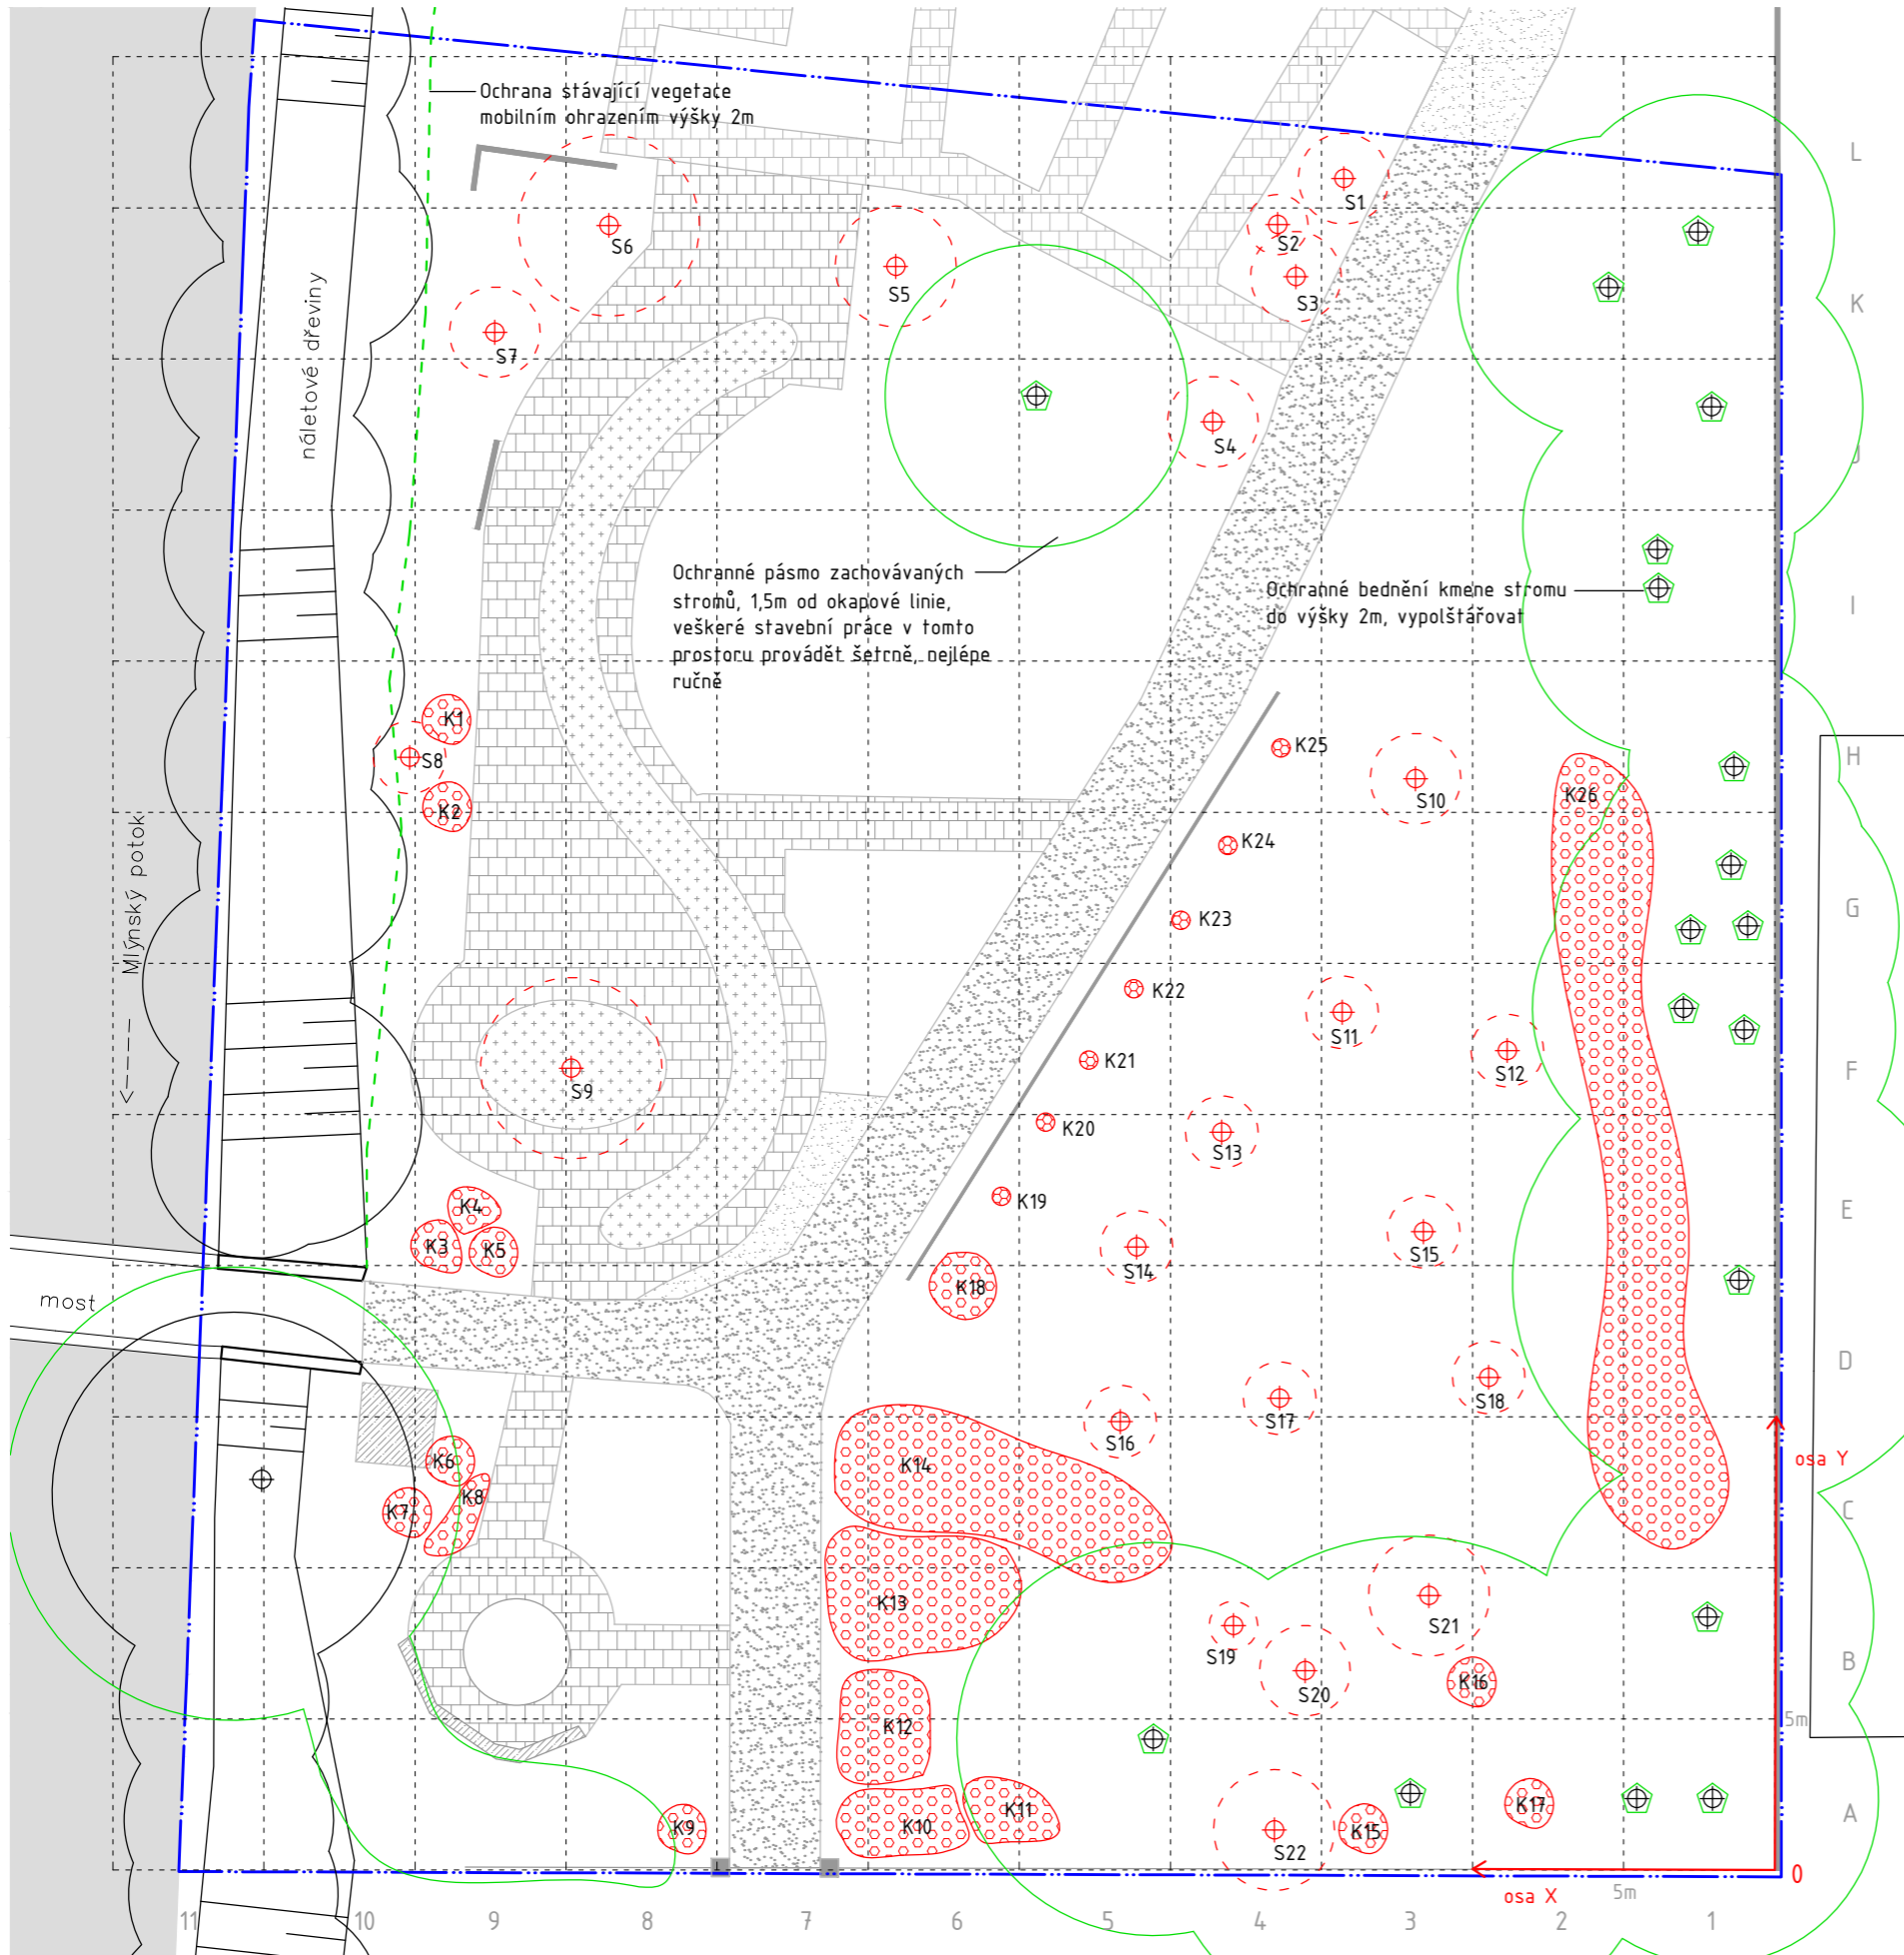 Ochrana stávající vegetace
mobilním ohrazením výšky 2m
L
S1
S2
S6
S5
S3
K
S7
náletové dřeviny
S4
J
Ochranné pásmo zachovávaných
stromů, 1,5m od okapové linie,
veškeré stavební práce v tomto
prostoru provádět šetrně, nejlépe
ručně
Ochranné bednění kmene stromu
do výšky 2m, vypolštářovat
I
K1
K25
S8
H
S10
K26
K2
K24
Mlýnský potok
G
K23
K22
S11
S12
K21
F
S9
K20
S13
K4
K19
E
K3
K5
S15
S14
K18
most
D
S18
S17
S16
osa Y
K6
K14
K8
K7
C
K13
S21
S19
B
K16
S20
5m
K12
K17
A
K9
K10
K11
K15
S22
0
osa X
5m
11
10
9
8
7
6
5
4
3
2
1